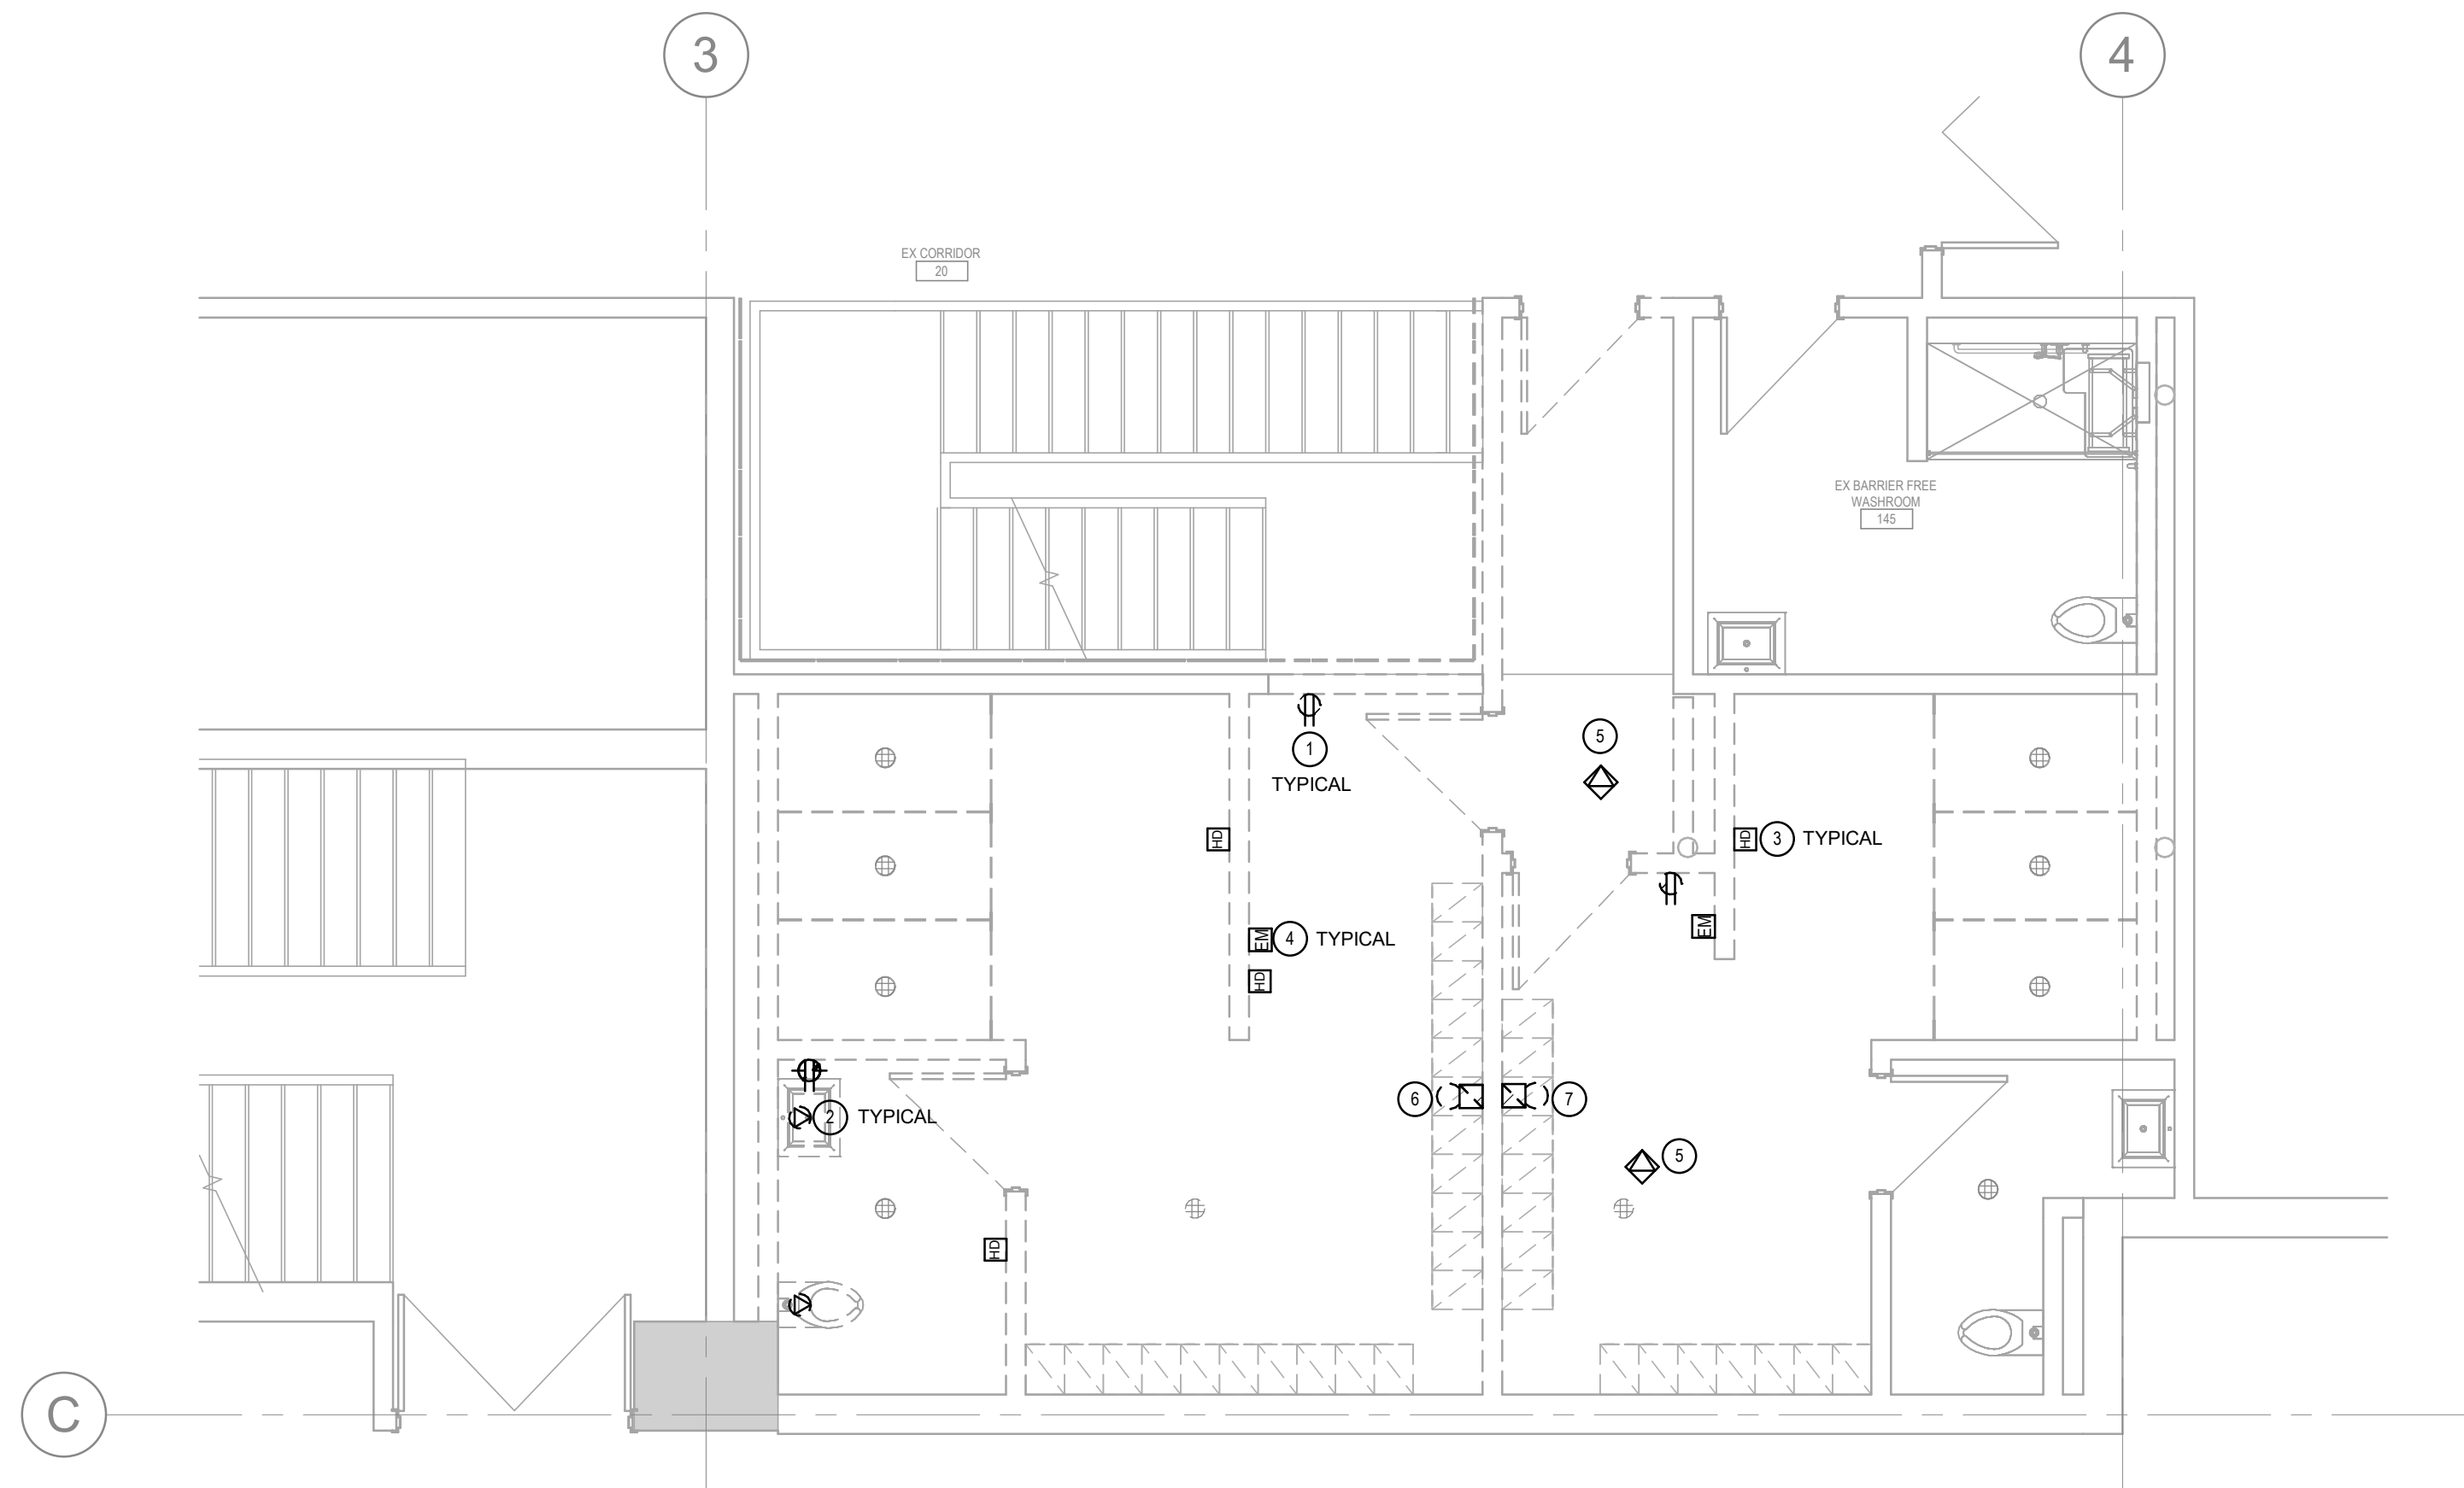 3
4
EX CORRIDOR
20
EX BARRIER FREE
WASHROOM
145
1
TYPICAL
5
HD
HD
3 TYPICAL
EM
4 TYPICAL
EM
HD
6
7
2 TYPICAL
5
HD
C